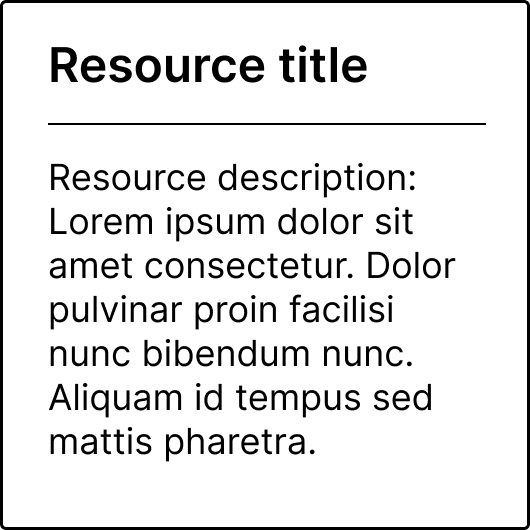 Resource title
Resource description:
Lorem ipsum dolor sit
amet consectetur. Dolor
pulvinar proin facilisi
nunc bibendum nunc.
Aliquam id tempus sed
mattis pharetra.